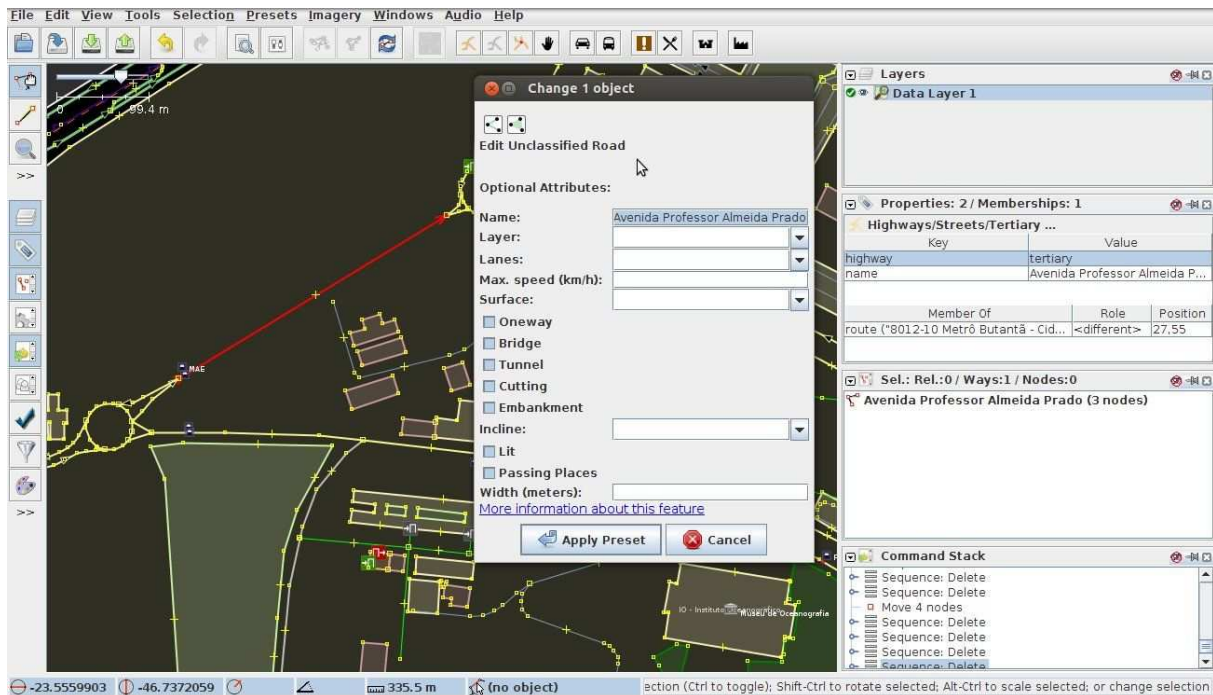 File Edit View Tools Selection Presets Imagery Windows Audio Help
0 99.4 m
MAE
IO - Instituto Oceanografico
Museu de Oceanografia
Change 1 object
Edit Unclassified Road
Optional Attributes:
Name: Avenida Professor Almeida Prado
Layer:
Lanes:
Max. speed (km/h):
Surface:
Oneway
Bridge
Tunnel
Cutting
Embankment
Incline:
Lit
Passing Places
Width (meters):
More information about this feature
Apply Preset Cancel
Layers
Data Layer 1
Properties: 2 / Memberships: 1
Highways/Streets/Tertiary ...
Key Value
highway tertiary
name Avenida Professor Almeida P...
Member Of Role Position
route ("8012-10 Metrô Butantã - Cid... <different> 27,55
Sel.: Rel.:0 / Ways:1 / Nodes:0
Avenida Professor Almeida Prado (3 nodes)
Command Stack
Sequence: Delete
Sequence: Delete
Move 4 nodes
Sequence: Delete
Sequence: Delete
Sequence: Delete
Sequence: Delete
>>
>>
-23.5559903 -46.7372059 335.5 m (no object) ection (Ctrl to toggle); Shift-Ctrl to rotate selected; Alt-Ctrl to scale selected; or change selection